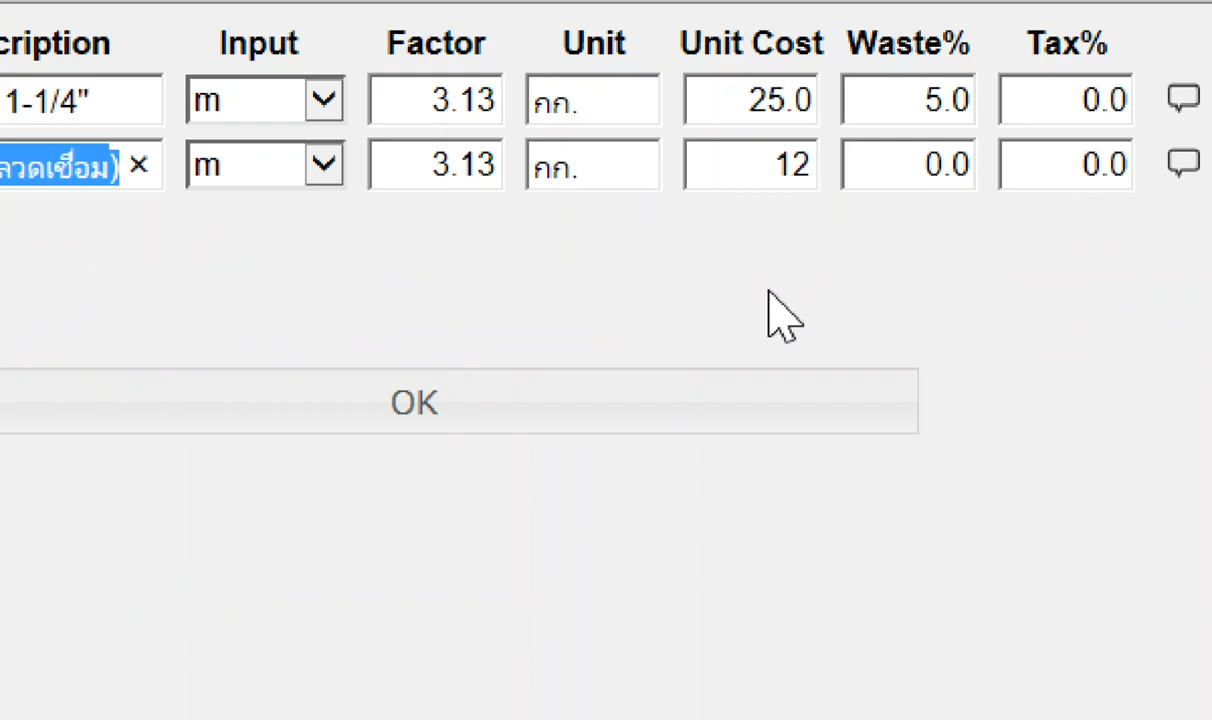 cription Input Factor Unit Unit Cost Waste% Tax%
1-1/4" m 3.13 กก. 25.0 5.0 0.0
ลวดเชื่อม) × m 3.13 กก. 12 0.0 0.0
OK